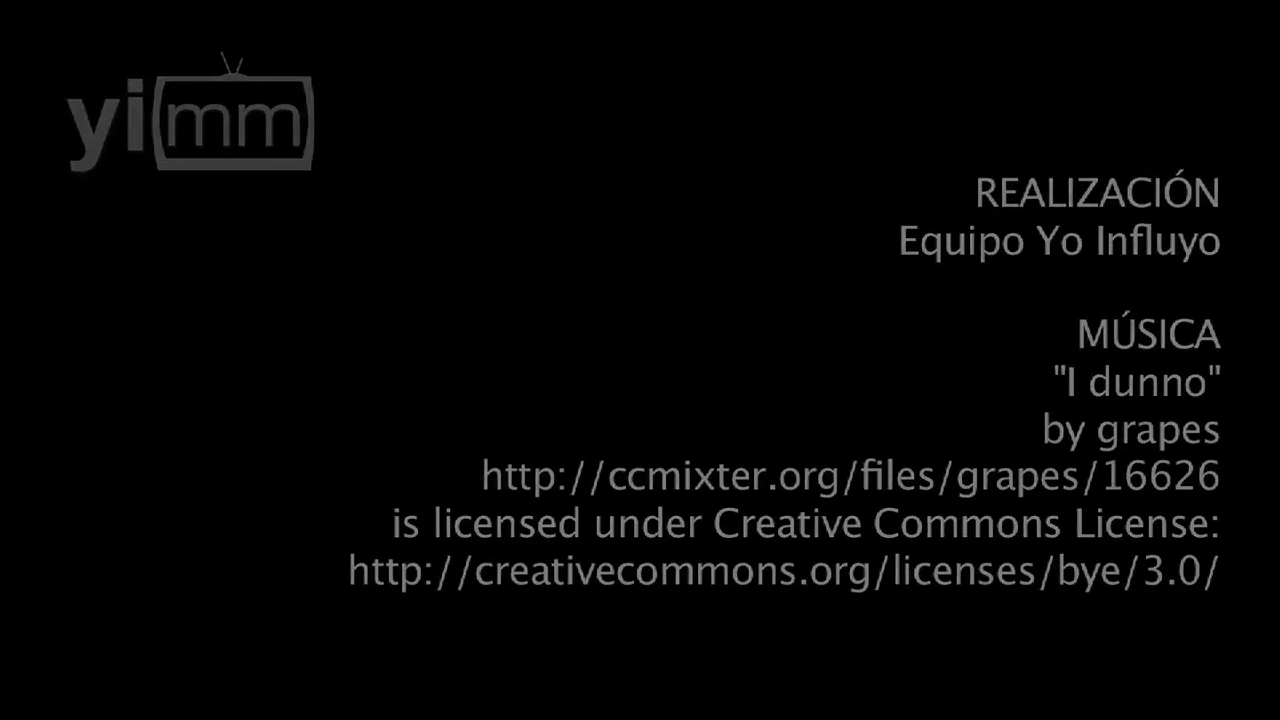 yimm
REALIZACIÓN
Equipo Yo Influyo
MÚSICA
"I dunno"
by grapes
http://ccmixter.org/files/grapes/16626
is licensed under Creative Commons License:
http://creativecommons.org/licenses/bye/3.0/